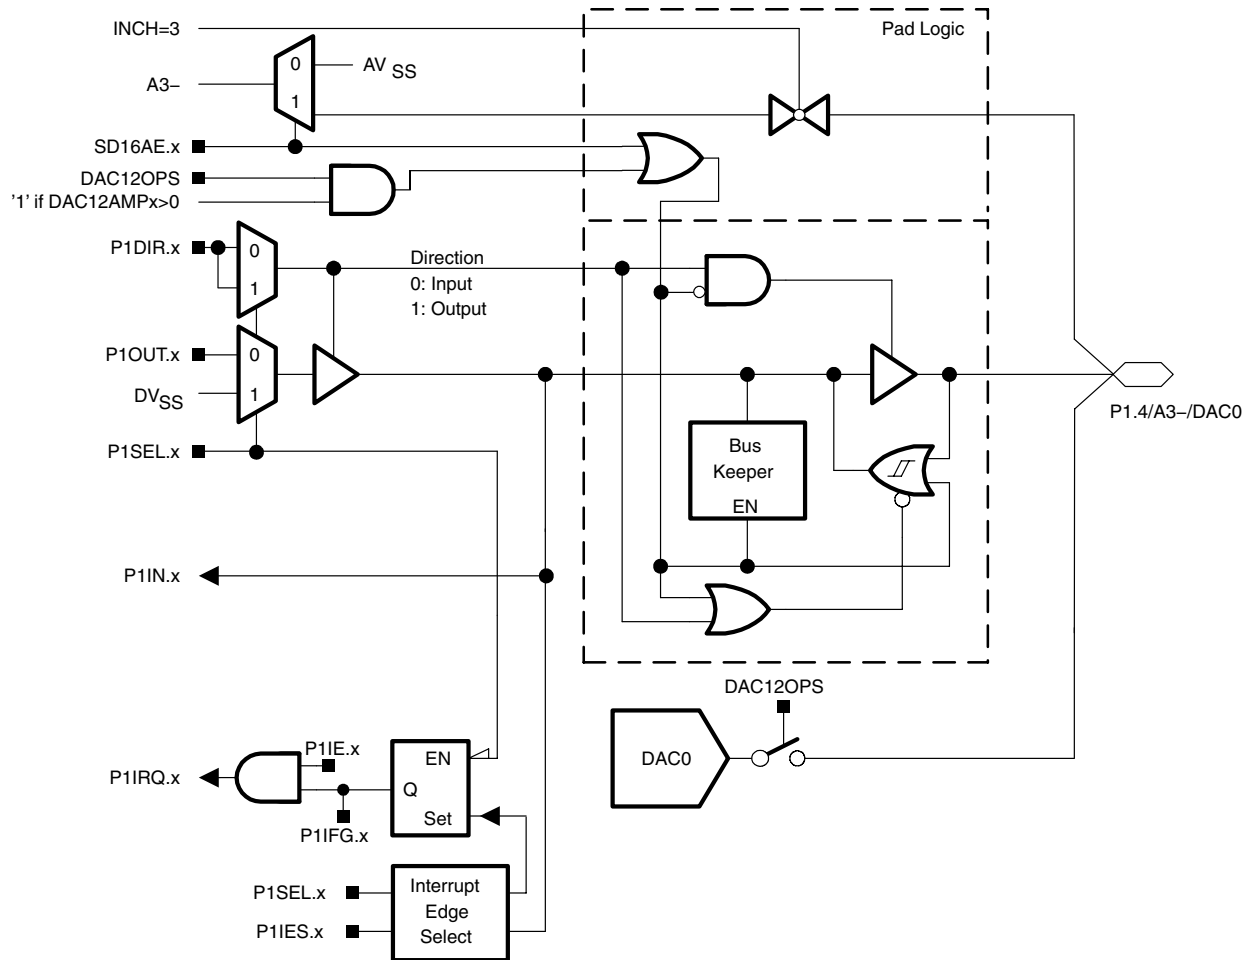 INCH=3
Pad Logic
0
AV SS
A3−
1
SD16AE.x
DAC12OPS
'1' if DAC12AMPx>0
P1DIR.x
0
1
Direction
0: Input
1: Output
P1OUT.x
0
DVSS
1
P1SEL.x
P1.4/A3−/DAC0
Bus
Keeper
EN
P1IN.x
DAC12OPS
DAC0
P1IE.x
EN
P1IRQ.x
Q
Set
P1IFG.x
P1SEL.x
P1IES.x
Interrupt
Edge
Select